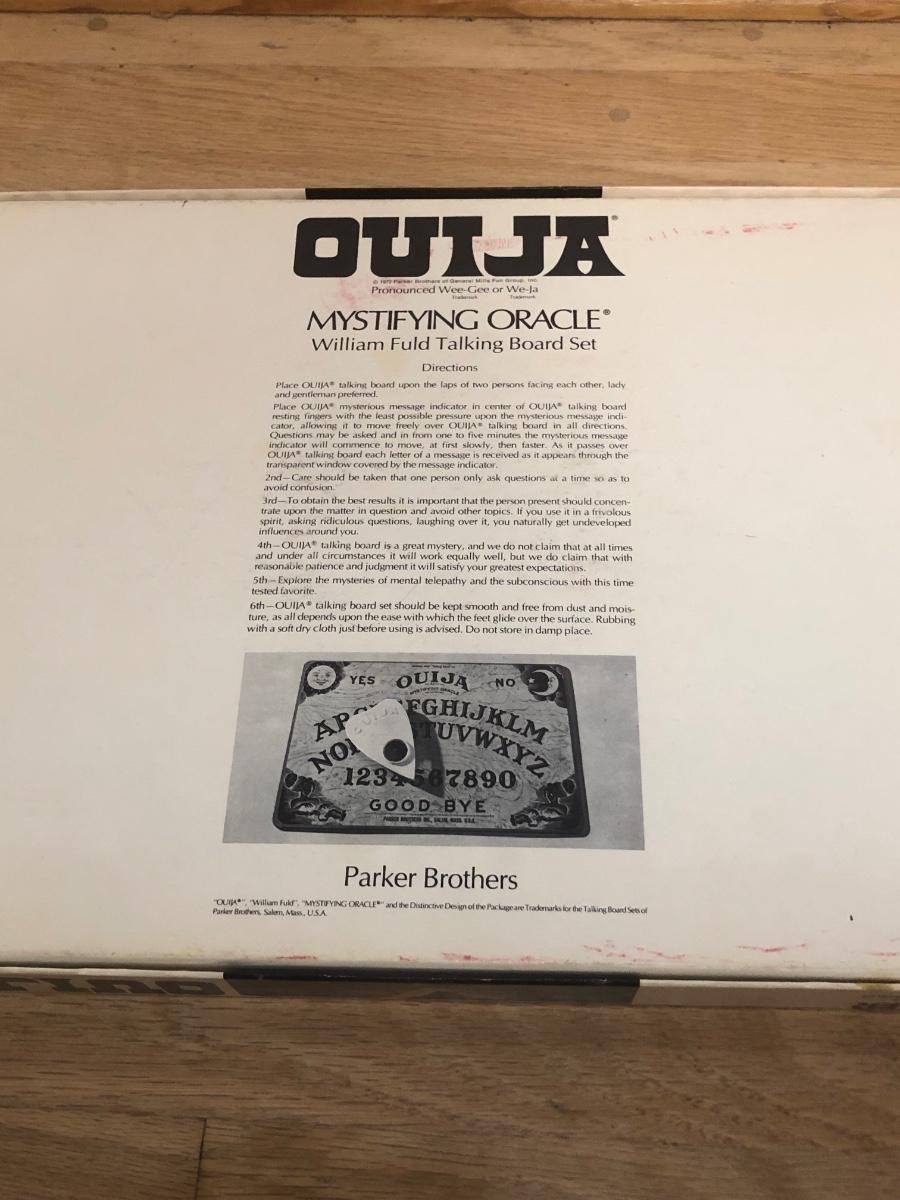 OUIJA®
© 1972 Parker Brothers of General Mills Fun Group, Inc.
Pronounced Wee-Gee or We-Ja
Trademark Trademark
MYSTIFYING ORACLE®
William Fuld Talking Board Set
Directions
Place OUIJA® talking board upon the laps of two persons facing each other, lady
and gentleman preferred.
Place OUIJA® mysterious message indicator in center of OUIJA® talking board
resting fingers with the least possible pressure upon the mysterious message indi-
cator, allowing it to move freely over OUIJA® talking board in all directions.
Questions may be asked and in from one to five minutes the mysterious message
indicator will commence to move, at first slowly, then faster. As it passes over
OUIJA® talking board each letter of a message is received as it appears through the
transparent window covered by the message indicator.
2nd—Care should be taken that one person only ask questions at a time so as to
avoid confusion.
3rd—To obtain the best results it is important that the person present should concen-
trate upon the matter in question and avoid other topics. If you use it in a frivolous
spirit, asking ridiculous questions, laughing over it, you naturally get undeveloped
influences around you.
4th—OUIJA® talking board is a great mystery, and we do not claim that at all times
and under all circumstances it will work equally well, but we do claim that with
reasonable patience and judgment it will satisfy your greatest expectations.
5th—Explore the mysteries of mental telepathy and the subconscious with this time
tested favorite.
6th—OUIJA® talking board set should be kept smooth and free from dust and mois-
ture, as all depends upon the ease with which the feet glide over the surface. Rubbing
with a soft dry cloth just before using is advised. Do not store in damp place.
YES OUIJA NO
MYSTIFYING ORACLE
OUIJA
FGHIJKLM
TUVWXYZ
1234567890
GOOD BYE
PARKER BROTHERS INC., SALEM, MASS. U.S.A.
Parker Brothers
"OUIJA®", "William Fuld", "MYSTIFYING ORACLE®" and the Distinctive Design of the Package are Trademarks for the Talking Board Sets of
Parker Brothers, Salem, Mass., U.S.A.